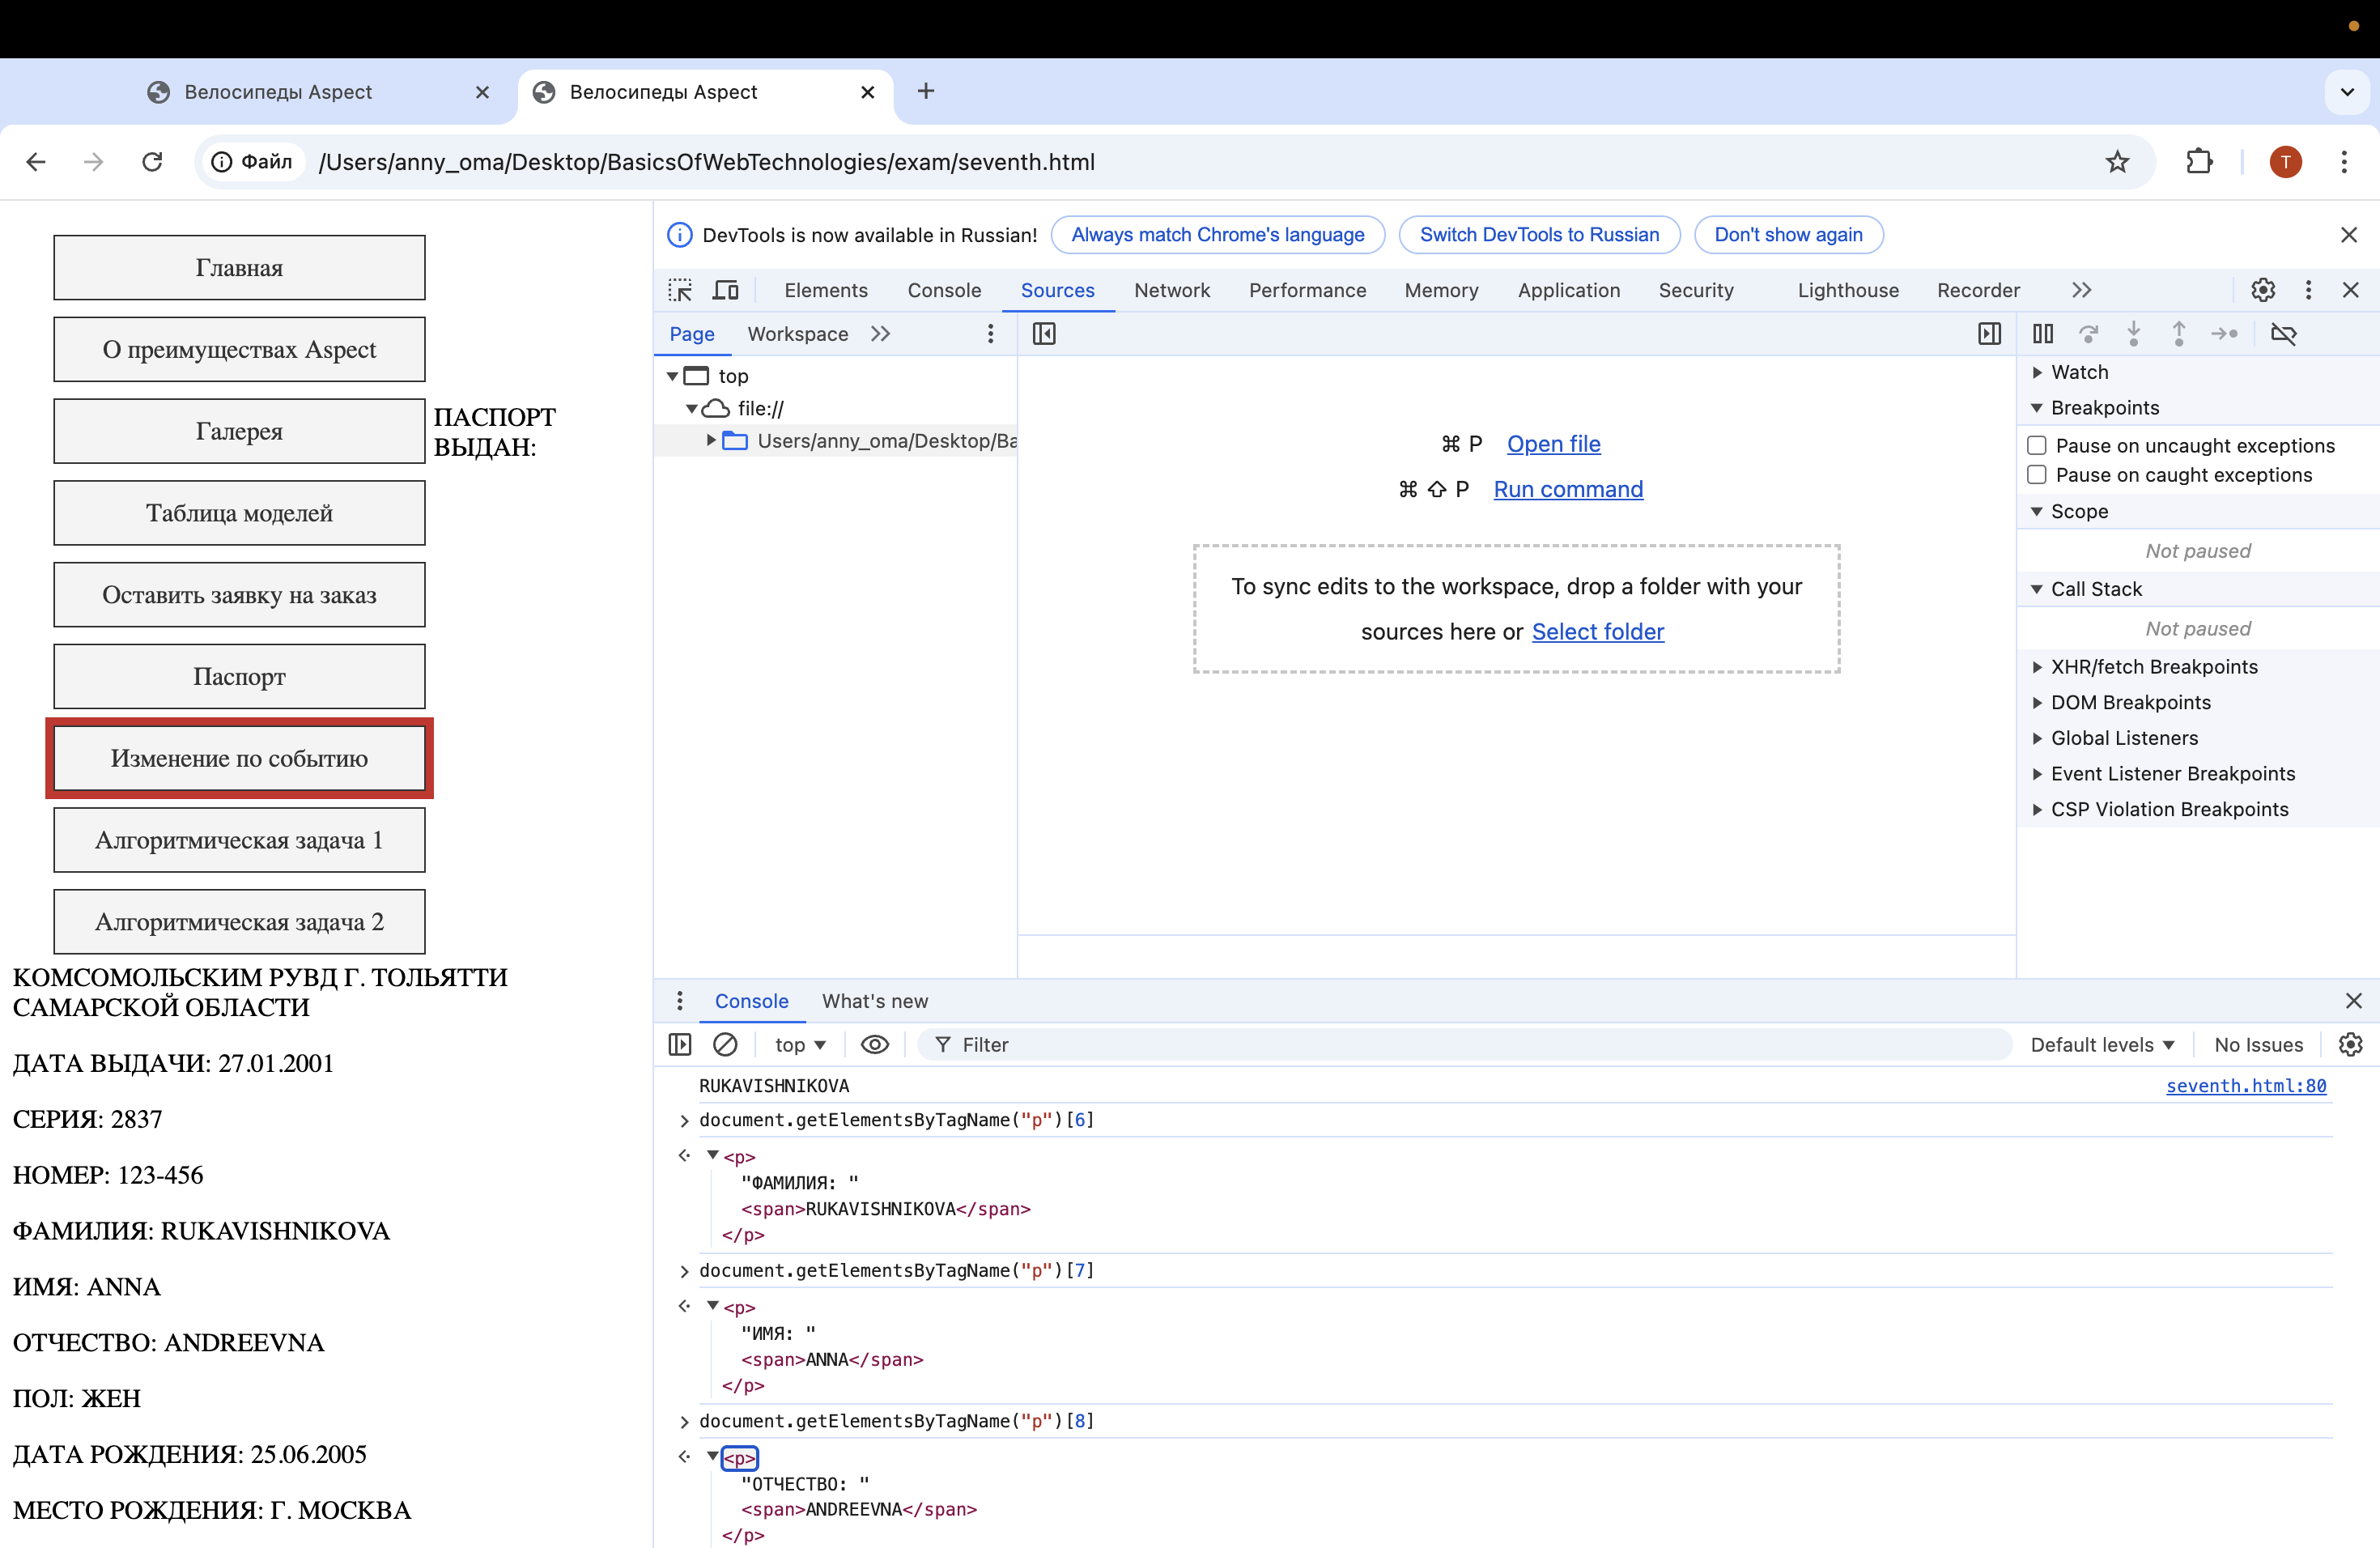 Велосипеды Aspect
Велосипеды Aspect
Файл
/Users/anny_oma/Desktop/BasicsOfWebTechnologies/exam/seventh.html
T
Главная
О преимуществах Aspect
Галерея
ПАСПОРТ
ВЫДАН:
Таблица моделей
Оставить заявку на заказ
Паспорт
Изменение по событию
Алгоритмическая задача 1
Алгоритмическая задача 2
КОМСОМОЛЬСКИМ РУВД Г. ТОЛЬЯТТИ
САМАРСКОЙ ОБЛАСТИ
ДАТА ВЫДАЧИ: 27.01.2001
СЕРИЯ: 2837
НОМЕР: 123-456
ФАМИЛИЯ: RUKAVISHNIKOVA
ИМЯ: ANNA
ОТЧЕСТВО: ANDREEVNA
ПОЛ: ЖЕН
ДАТА РОЖДЕНИЯ: 25.06.2005
МЕСТО РОЖДЕНИЯ: Г. МОСКВА
DevTools is now available in Russian! Always match Chrome's language Switch DevTools to Russian Don't show again
Elements Console Sources Network Performance Memory Application Security Lighthouse Recorder
Page Workspace
top
file://
Users/anny_oma/Desktop/Ba
⌘ P Open file
⌘ ⇧ P Run command
To sync edits to the workspace, drop a folder with your
sources here or Select folder
Watch
Breakpoints
Pause on uncaught exceptions
Pause on caught exceptions
Scope
Not paused
Call Stack
Not paused
XHR/fetch Breakpoints
DOM Breakpoints
Global Listeners
Event Listener Breakpoints
CSP Violation Breakpoints
Console What's new
top Filter Default levels No Issues
RUKAVISHNIKOVA seventh.html:80
document.getElementsByTagName("p")[6]
<p>
"ФАМИЛИЯ: "
<span>RUKAVISHNIKOVA</span>
</p>
document.getElementsByTagName("p")[7]
<p>
"ИМЯ: "
<span>ANNA</span>
</p>
document.getElementsByTagName("p")[8]
<p>
"ОТЧЕСТВО: "
<span>ANDREEVNA</span>
</p>